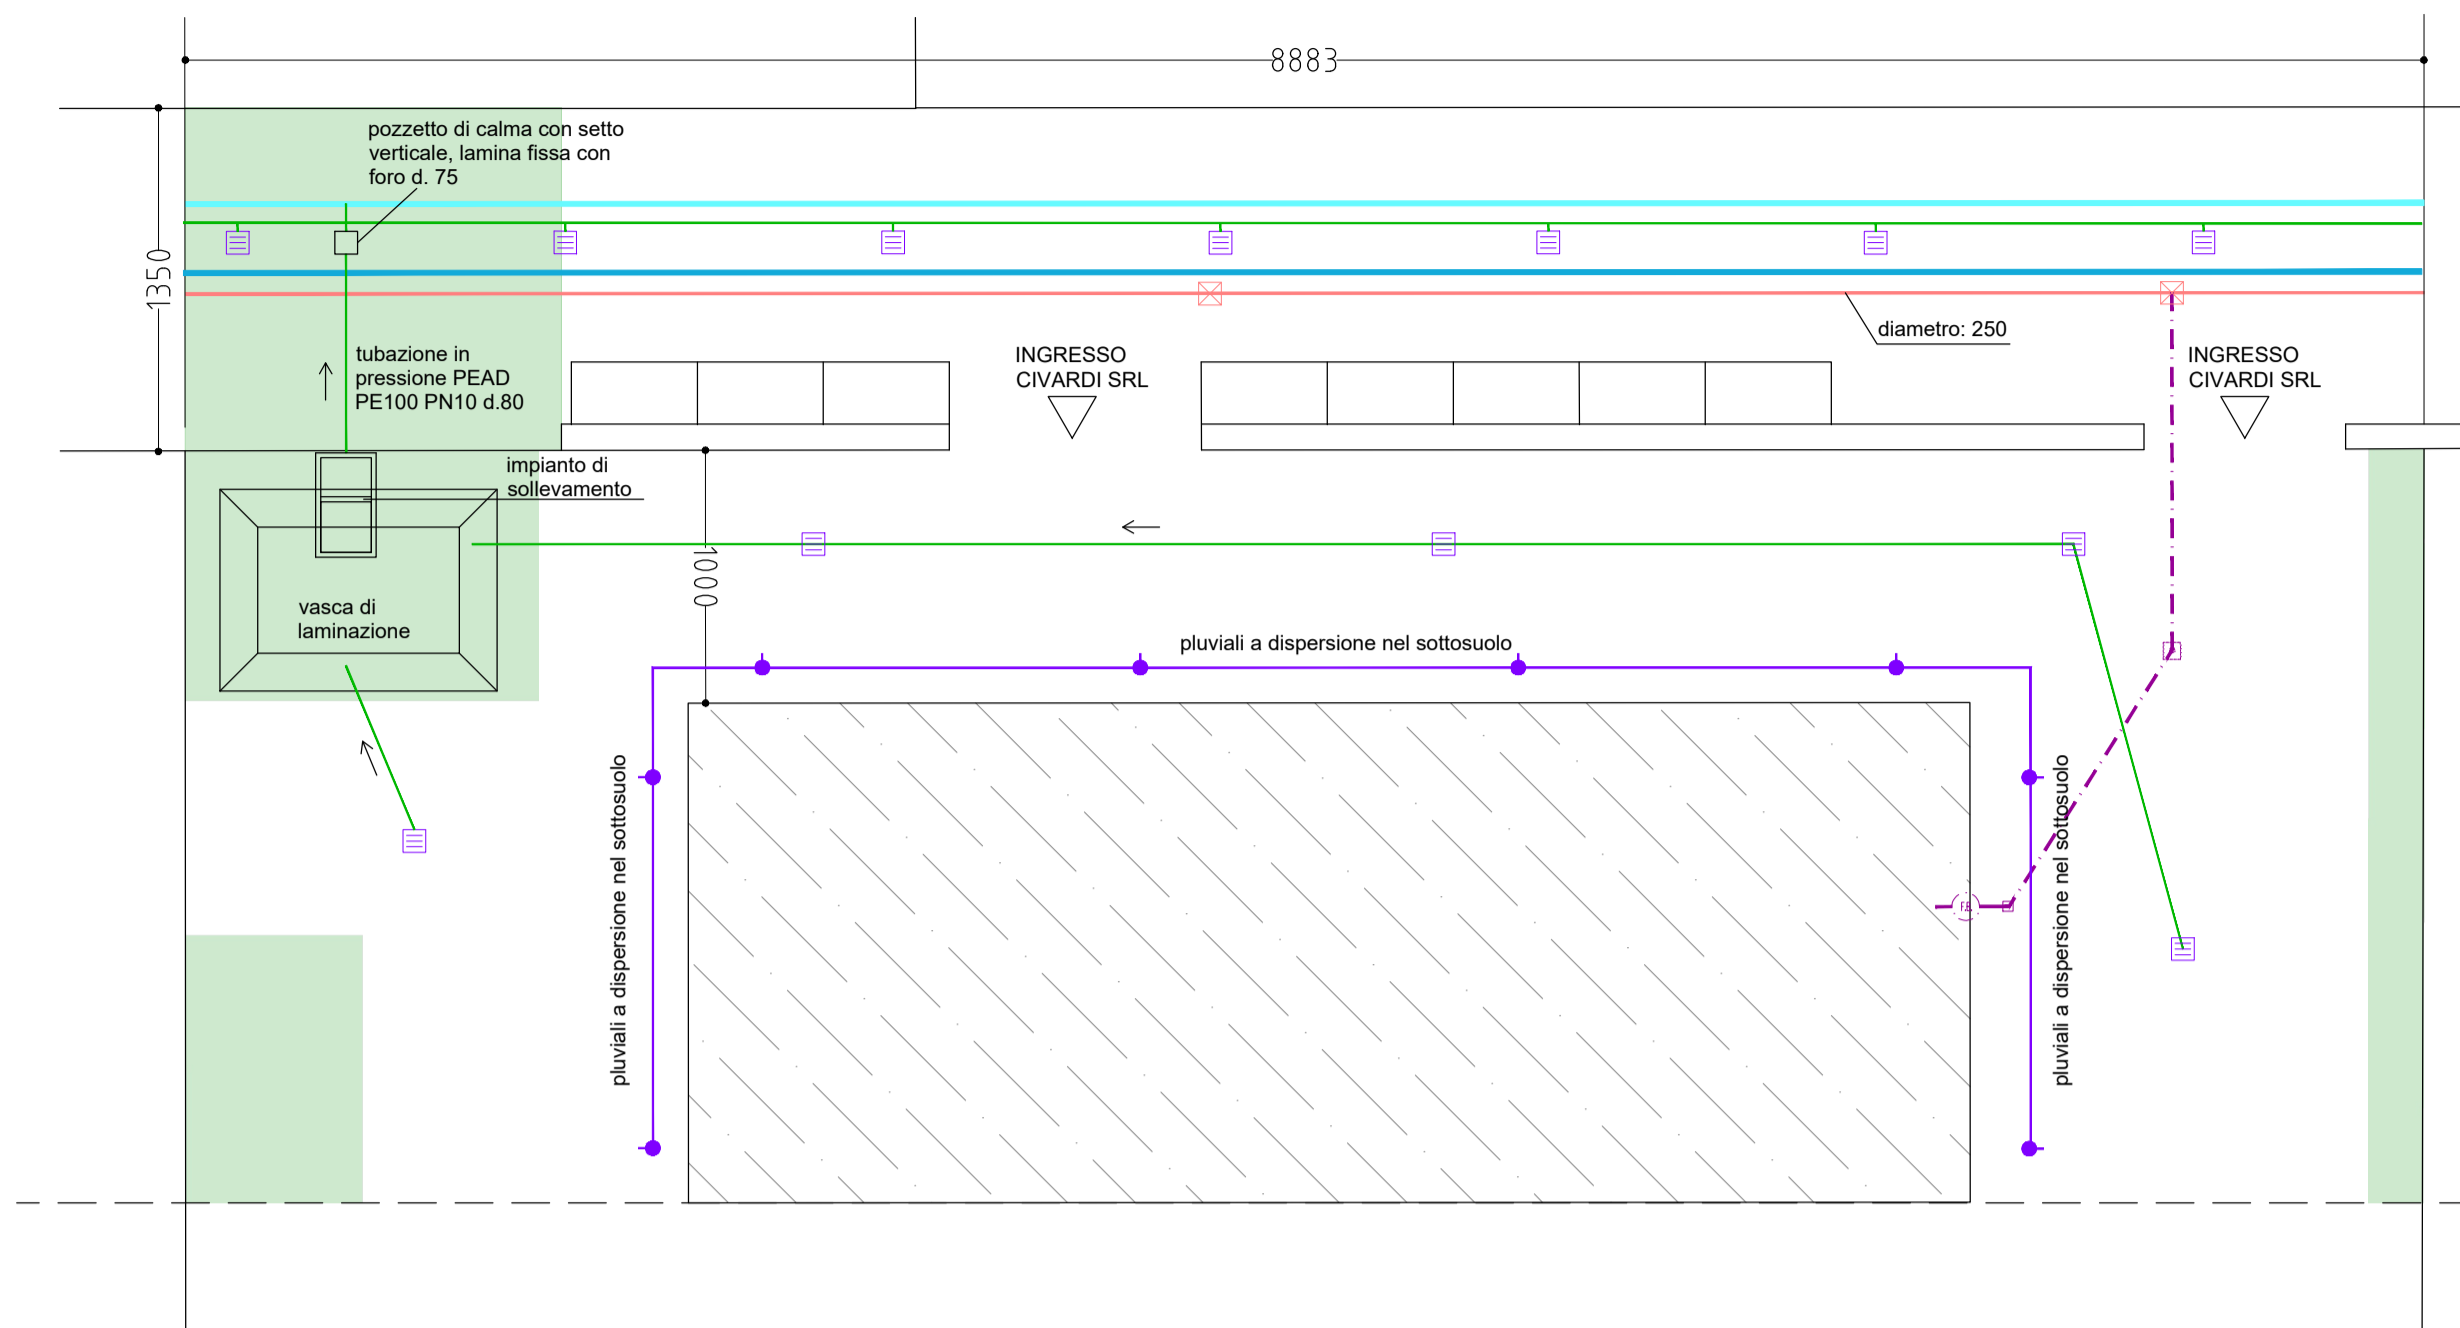 8883
pozzetto di calma con setto
verticale, lamina fissa con
foro d. 75
1350
diametro: 250
tubazione in
pressione PEAD
PE100 PN10 d.80
INGRESSO
CIVARDI SRL
INGRESSO
CIVARDI SRL
impianto di
sollevamento
1000
vasca di
laminazione
pluviali a dispersione nel sottosuolo
pluviali a dispersione nel sottosuolo
pluviali a dispersione nel sottosuolo